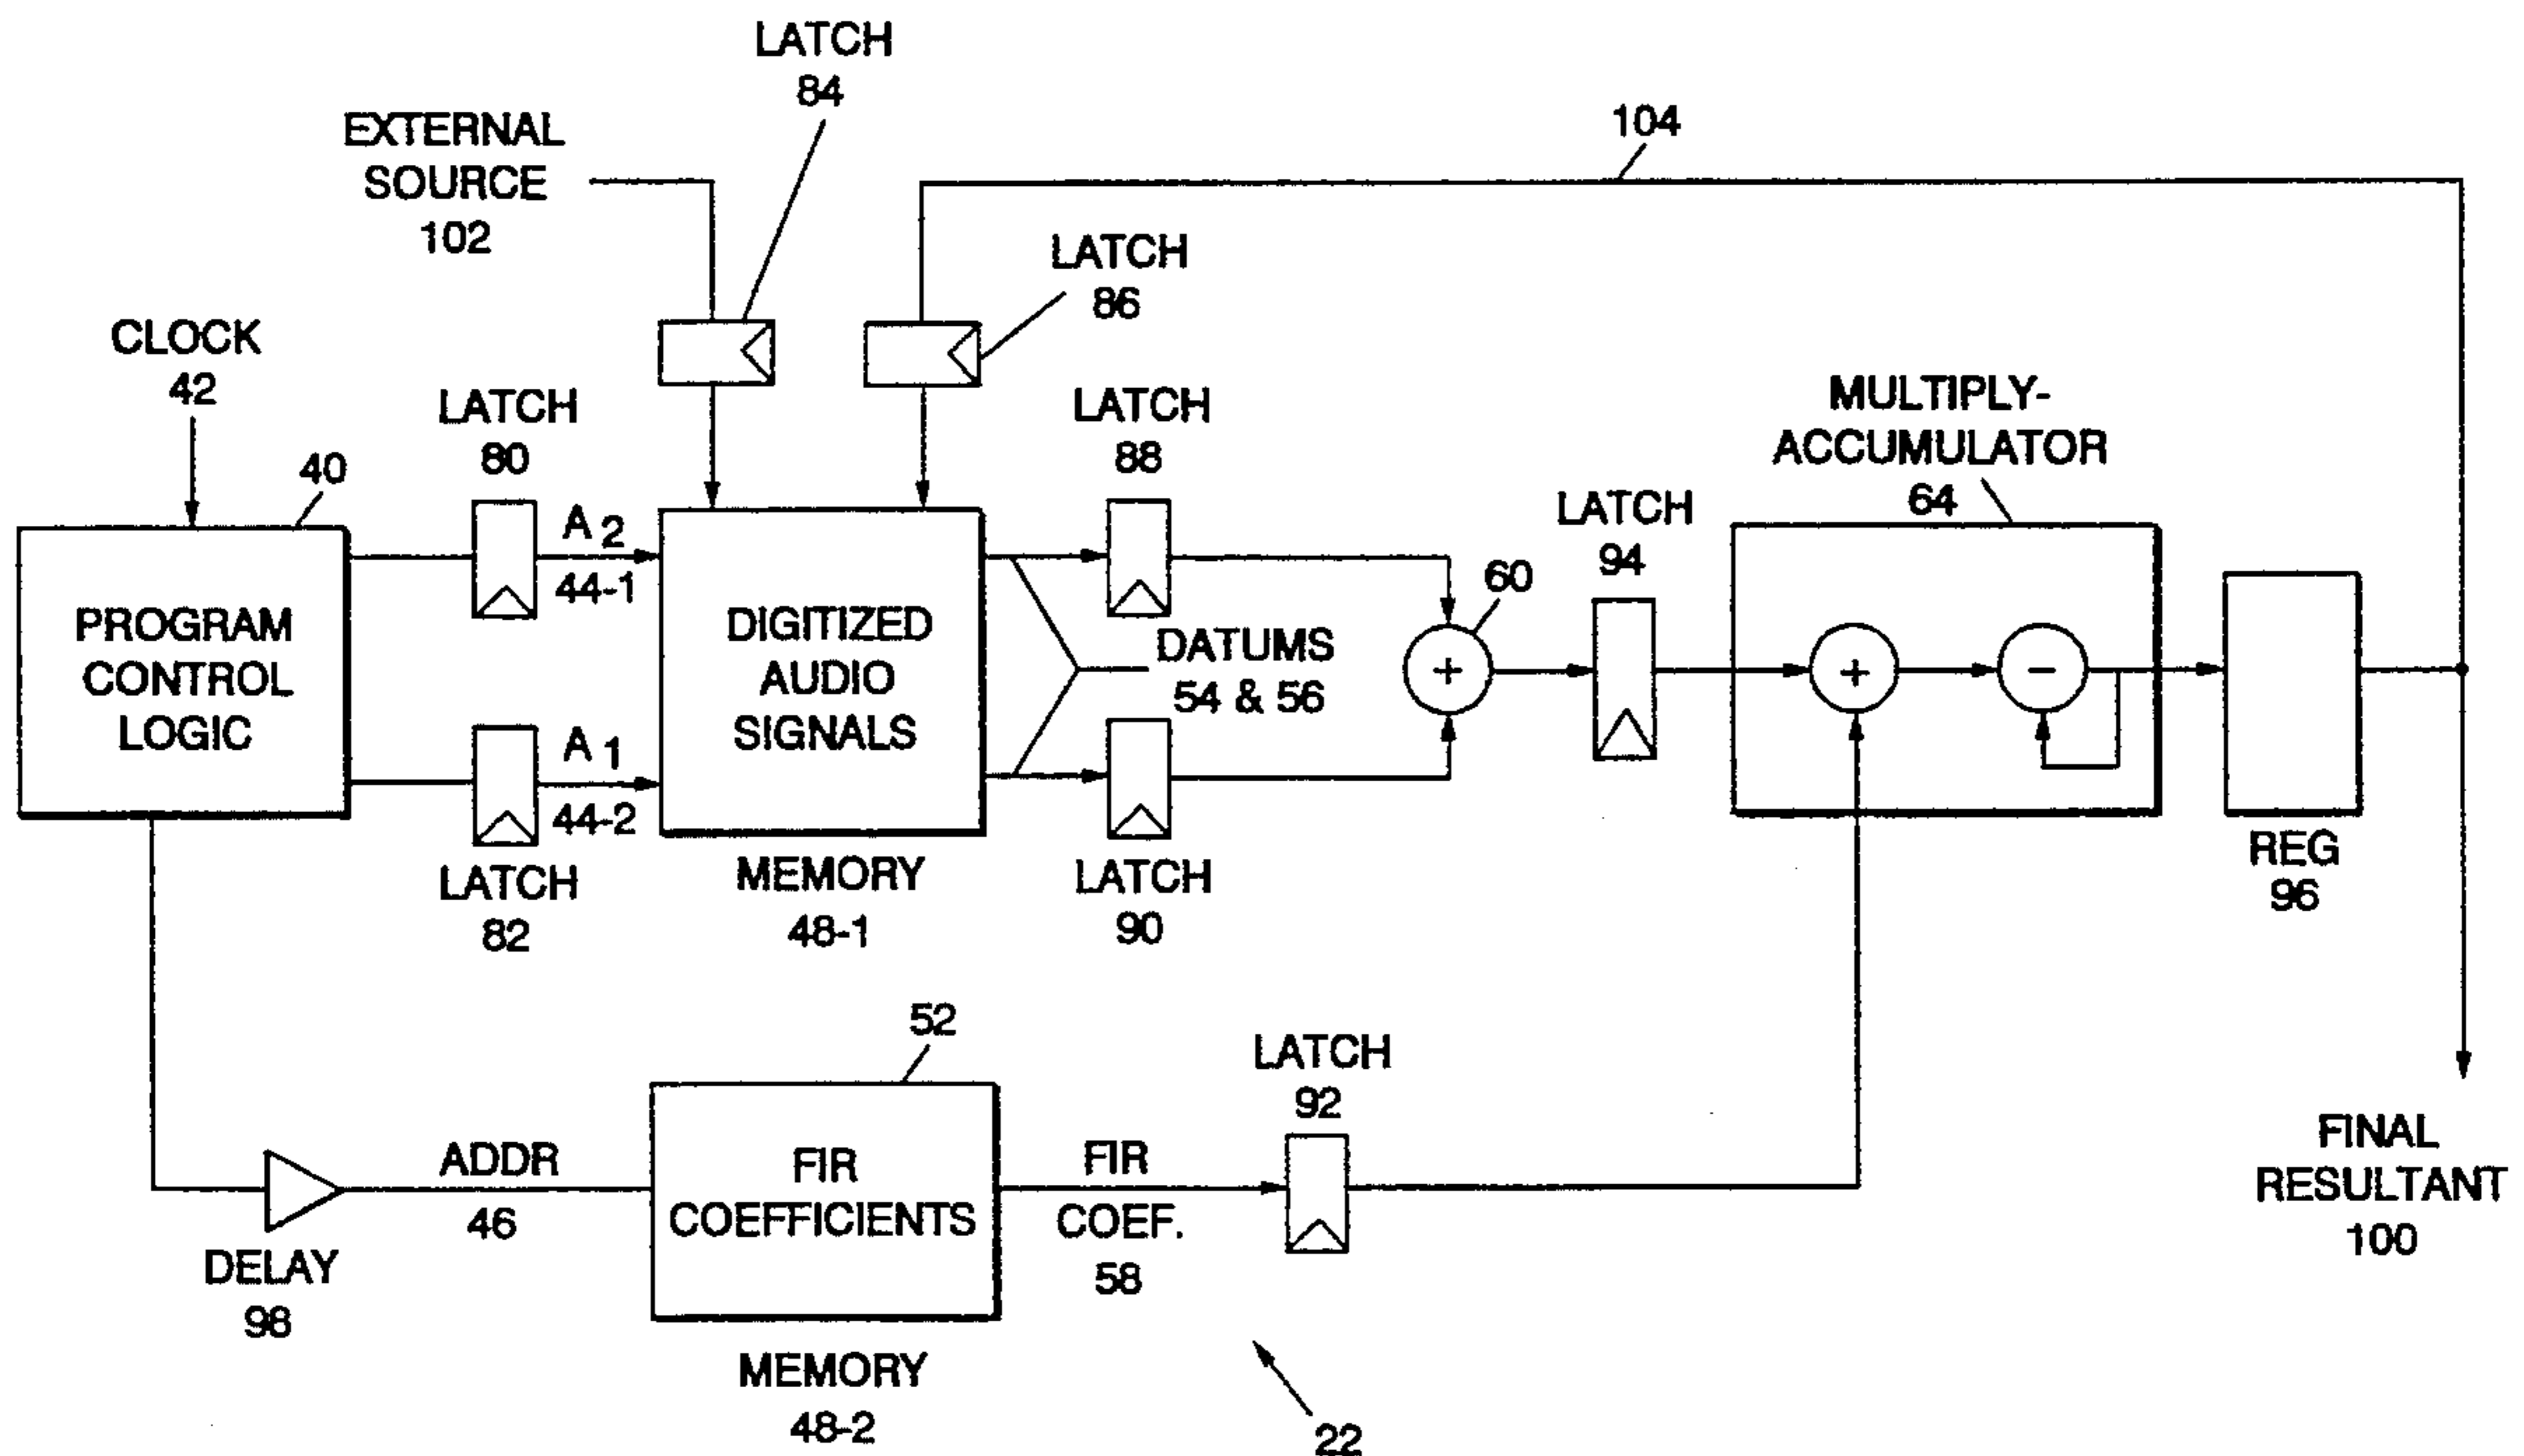 LATCH
84
EXTERNAL
SOURCE
102
104
LATCH
86
CLOCK
42
LATCH
80
LATCH
88
MULTIPLY-
ACCUMULATOR
64
40
A 2
44-1
LATCH
94
60
PROGRAM
CONTROL
LOGIC
DIGITIZED
AUDIO
SIGNALS
DATUMS
54 & 56
+
+
−
A 1
44-2
LATCH
82
MEMORY
48-1
LATCH
90
REG
96
52
LATCH
92
ADDR
46
FIR
COEFFICIENTS
FIR
COEF.
58
DELAY
98
FINAL
RESULTANT
100
MEMORY
48-2
22